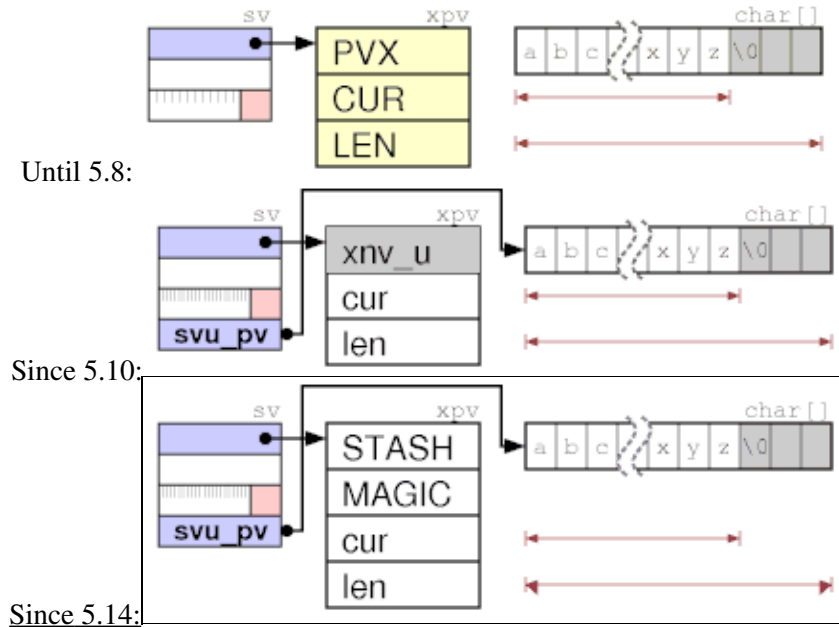 sv xpv char[]
PVX a b c x y z \0
CUR
LEN
Until 5.8:
sv xpv char[]
xnv_u a b c x y z \0
cur
svu_pv len
Since 5.10:
sv xpv char[]
STASH a b c x y z \0
MAGIC
svu_pv cur
len
Since 5.14: